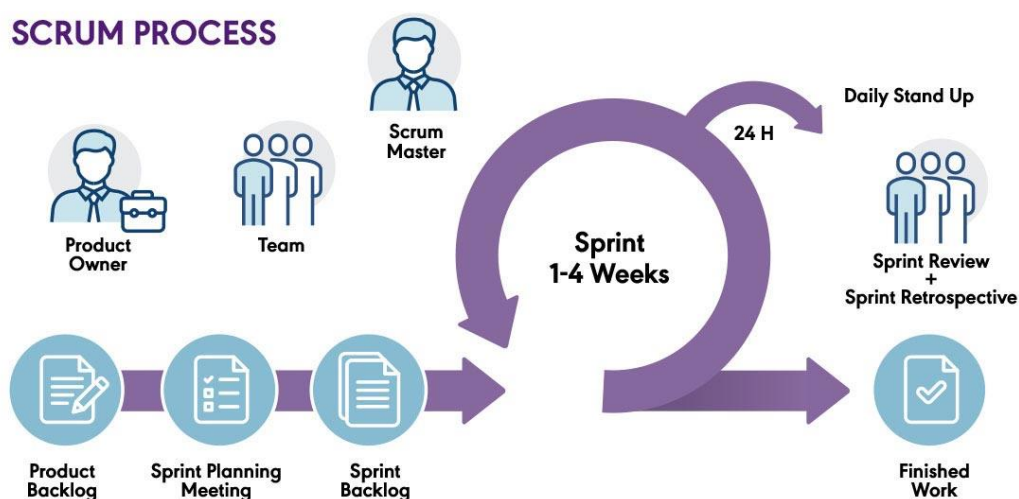 SCRUM PROCESS
Scrum
Master
Product
Owner
Team
Daily Stand Up
24 H
Sprint
1-4 Weeks
Sprint Review
+
Sprint Retrospective
Product
Backlog
Sprint Planning
Meeting
Sprint
Backlog
Finished
Work